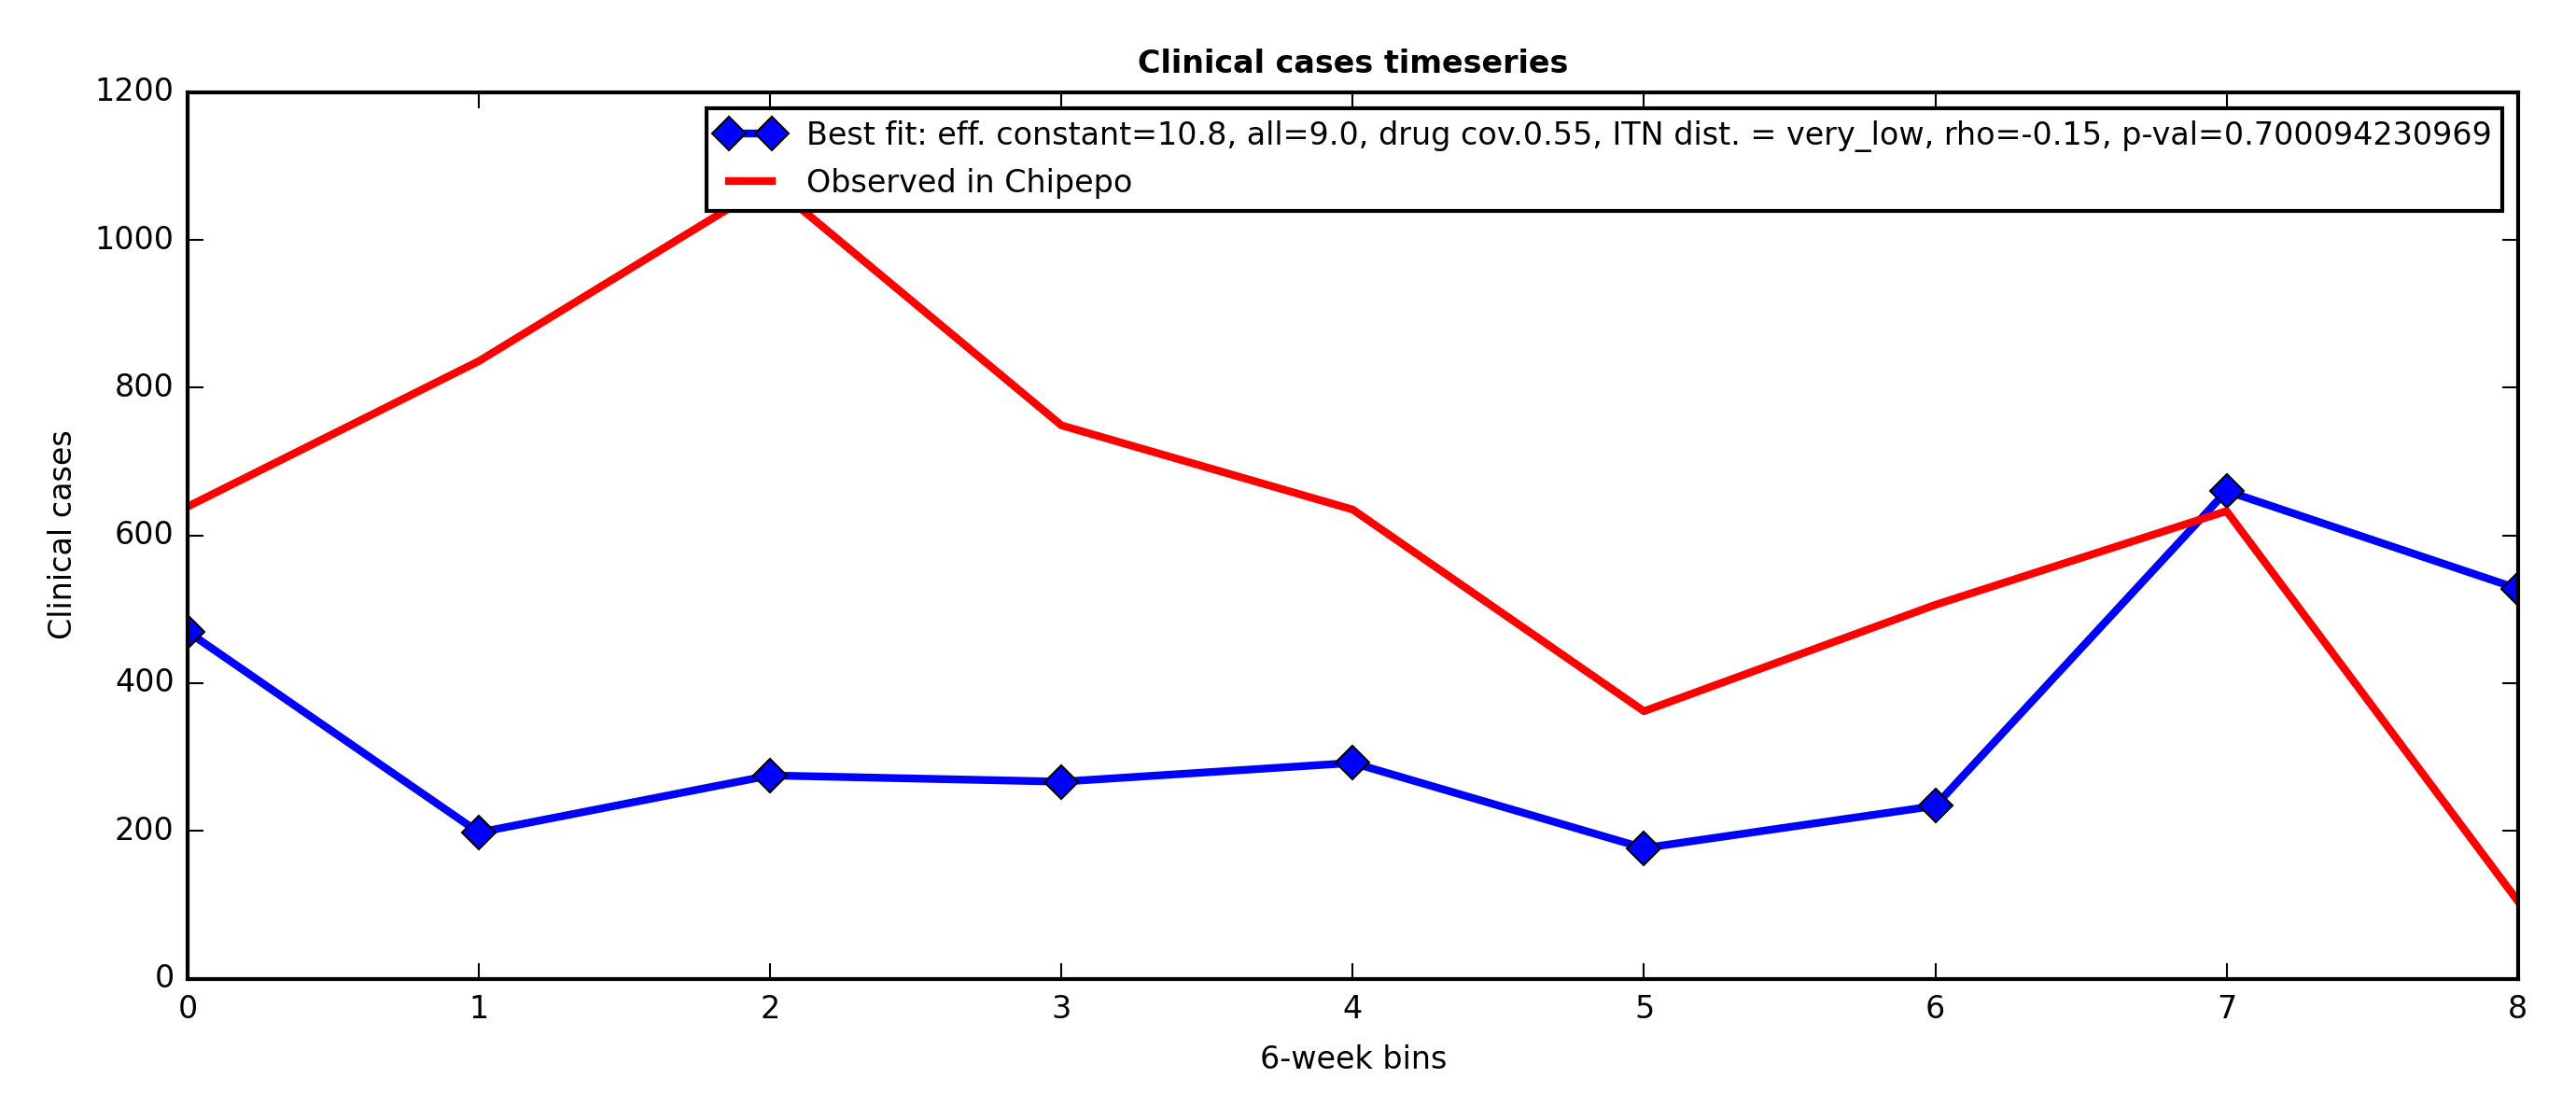 Clinical cases timeseries
1200
1000
800
600
400
200
0
Clinical cases
Best fit: eff. constant=10.8, all=9.0, drug cov.0.55, ITN dist. = very_low, rho=-0.15, p-val=0.700094230969
Observed in Chipepo
0 1 2 3 4 5 6 7 8
6-week bins